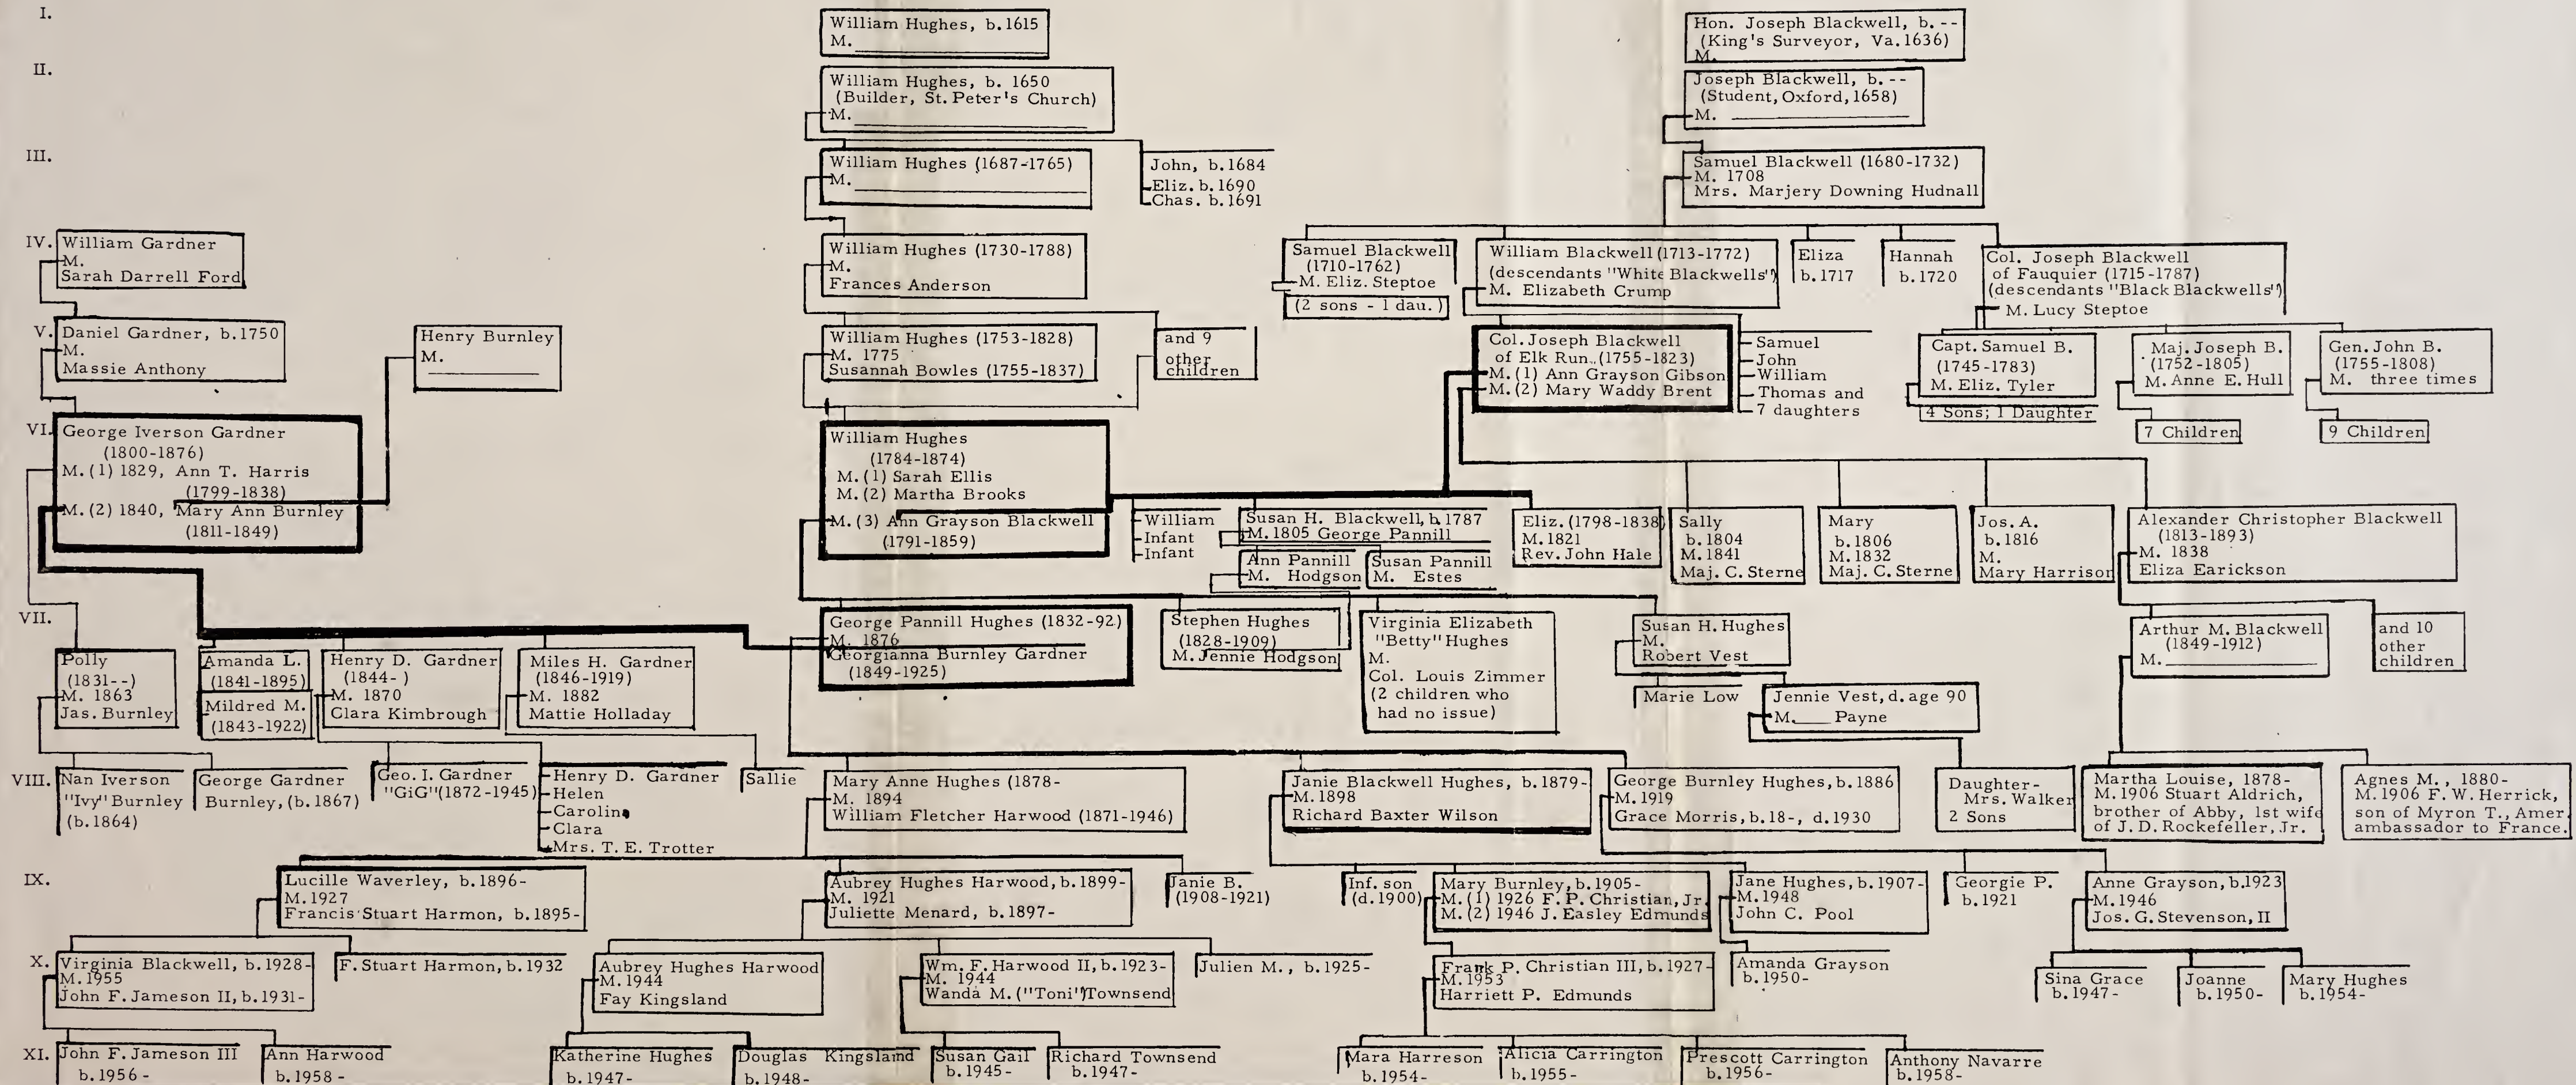 I.
William Hughes, b.1615
M.
Hon. Joseph Blackwell, b. --
(King's Surveyor, Va.1636)
M.
II.
William Hughes, b. 1650
(Builder, St. Peter's Church)
M.
Joseph Blackwell, b. --
(Student, Oxford, 1658)
M.
III.
William Hughes (1687-1765)
M.
John, b.1684
Eliz. b.1690
Chas. b.1691
Samuel Blackwell (1680-1732)
M. 1708
Mrs. Marjery Downing Hudnall
IV.
William Gardner
M.
Sarah Darrell Ford
William Hughes (1730-1788)
M.
Frances Anderson
Samuel Blackwell
(1710-1762)
M. Eliz. Steptoe
(2 sons - 1 dau.)
William Blackwell (1713-1772)
(descendants "White Blackwells")
M. Elizabeth Crump
Eliza
b.1717
Hannah
b.1720
Col. Joseph Blackwell
of Fauquier (1715-1787)
(descendants "Black Blackwells")
M. Lucy Steptoe
V.
Daniel Gardner, b.1750
M.
Massie Anthony
Henry Burnley
M.
William Hughes (1753-1828)
M. 1775
Susannah Bowles (1755-1837)
and 9
other
children
Col. Joseph Blackwell
of Elk Run. (1755-1823)
M. (1) Ann Grayson Gibson
M. (2) Mary Waddy Brent
Samuel
John
William
Thomas and
7 daughters
Capt. Samuel B.
(1745-1783)
M. Eliz. Tyler
4 Sons; 1 Daughter
Maj. Joseph B.
(1752-1805)
M. Anne E. Hull
7 Children
Gen. John B.
(1755-1808)
M. three times
9 Children
VI.
George Iverson Gardner
(1800-1876)
M. (1) 1829, Ann T. Harris
(1799-1838)
M. (2) 1840, Mary Ann Burnley
(1811-1849)
William Hughes
(1784-1874)
M. (1) Sarah Ellis
M. (2) Martha Brooks
M. (3) Ann Grayson Blackwell
(1791-1859)
William
Infant
Infant
Susan H. Blackwell, b.1787
M. 1805 George Pannill
Ann Pannill
M. Hodgson
Susan Pannill
M. Estes
Eliz. (1798-1838)
M. 1821
Rev. John Hale
Sally
b.1804
M. 1841
Maj. C. Sterne
Mary
b.1806
M. 1832
Maj. C. Sterne
Jos. A.
b.1816
M.
Mary Harrison
Alexander Christopher Blackwell
(1813-1893)
M. 1838
Eliza Earickson
VII.
Polly
(1831--)
M. 1863
Jas. Burnley
Amanda L.
(1841-1895)
Mildred M.
(1843-1922)
Henry D. Gardner
(1844- )
M. 1870
Clara Kimbrough
Miles H. Gardner
(1846-1919)
M. 1882
Mattie Holladay
George Pannill Hughes (1832-92)
M. 1876
Georgianna Burnley Gardner
(1849-1925)
Stephen Hughes
(1828-1909)
M. Jennie Hodgson
Virginia Elizabeth
"Betty" Hughes
M.
Col. Louis Zimmer
(2 children who
had no issue)
Susan H. Hughes
M.
Robert Vest
Marie Low
Jennie Vest, d. age 90
M. ___ Payne
Arthur M. Blackwell
(1849-1912)
M.
and 10
other
children
VIII.
Nan Iverson
"Ivy" Burnley
(b.1864)
George Gardner
Burnley, (b.1867)
Geo. I. Gardner
"GiG" (1872-1945)
Henry D. Gardner
Helen
Caroline
Clara
Mrs. T. E. Trotter
Sallie
Mary Anne Hughes (1878-
M. 1894
William Fletcher Harwood (1871-1946)
Janie Blackwell Hughes, b.1879-
M. 1898
Richard Baxter Wilson
George Burnley Hughes, b.1886
M. 1919
Grace Morris, b.18-, d.1930
Daughter-
Mrs. Walker
2 Sons
Martha Louise, 1878-
M. 1906 Stuart Aldrich,
brother of Abby, 1st wife
of J. D. Rockefeller, Jr.
Agnes M., 1880-
M. 1906 F. W. Herrick,
son of Myron T., Amer.
ambassador to France.
IX.
Lucille Waverley, b.1896-
M. 1927
Francis Stuart Harmon, b.1895-
Aubrey Hughes Harwood, b.1899-
M. 1921
Juliette Menard, b.1897-
Janie B.
(1908-1921)
Inf. son
(d.1900)
Mary Burnley, b.1905-
M. (1) 1926 F. P. Christian, Jr.
M. (2) 1946 J. Easley Edmunds
Jane Hughes, b.1907-
M. 1948
John C. Pool
Georgie P.
b.1921
Anne Grayson, b.1923
M. 1946
Jos. G. Stevenson, II
X.
Virginia Blackwell, b.1928-
M. 1955
John F. Jameson II, b.1931-
F. Stuart Harmon, b.1932
Aubrey Hughes Harwood
M. 1944
Fay Kingsland
Wm. F. Harwood II, b.1923-
M. 1944
Wanda M. ("Toni") Townsend
Julien M., b.1925-
Frank P. Christian III, b.1927-
M. 1953
Harriett P. Edmunds
Amanda Grayson
b.1950-
Sina Grace
b.1947-
Joanne
b.1950-
Mary Hughes
b.1954-
XI.
John F. Jameson III
b.1956 -
Ann Harwood
b.1958 -
Katherine Hughes
b.1947-
Douglas Kingsland
b.1948-
Susan Gail
b.1945-
Richard Townsend
b.1947-
Mara Harreson
b.1954-
Alicia Carrington
b.1955-
Prescott Carrington
b.1956-
Anthony Navarre
b.1958-